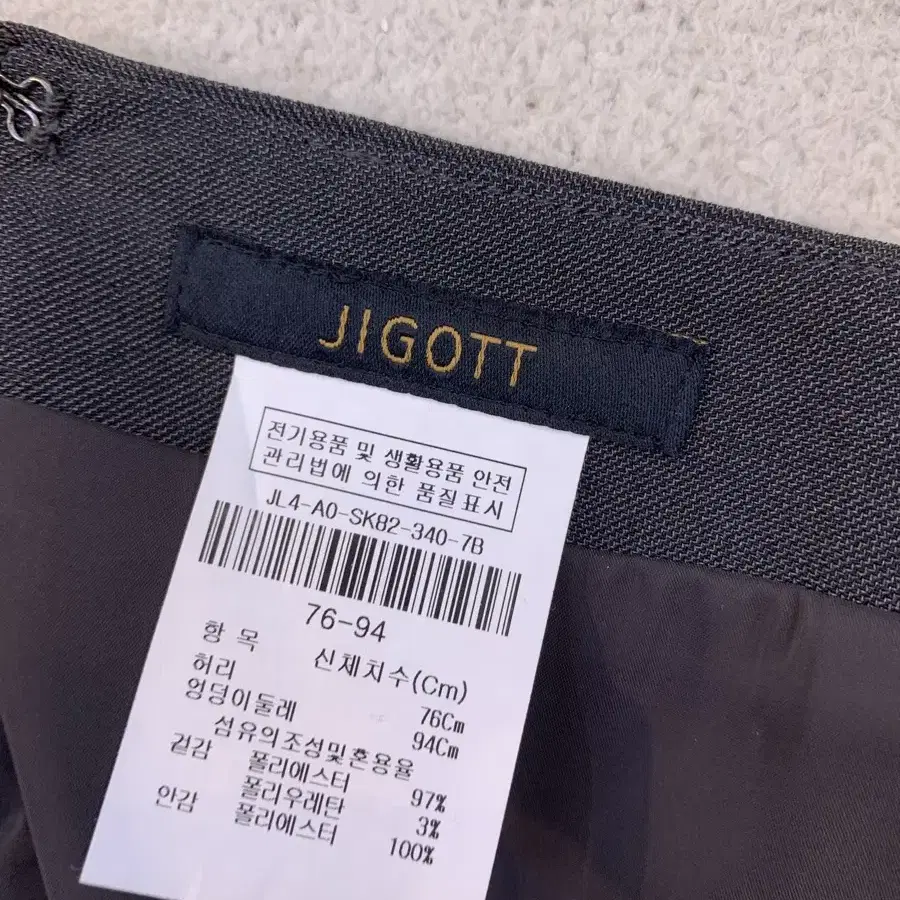 JIGOTT
전기용품 및 생활용품 안전
관리법에 의한 품질표시
JL4-A0-SKB2-340-7B
76-94
항 목 신체치수(Cm)
허리 76Cm
엉덩이둘레 94Cm
섬유의조성및혼용율
겉감 폴리에스터 97%
폴리우레탄 3%
안감 폴리에스터 100%